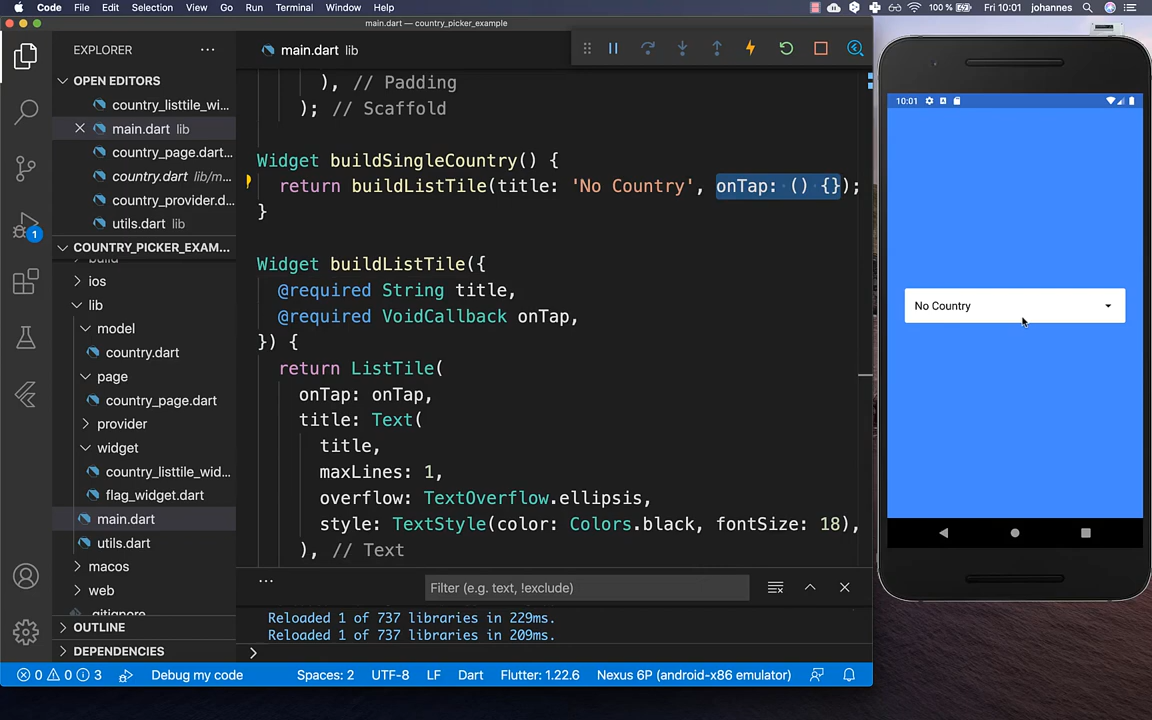 Code File Edit Selection View Go Run Terminal Window Help 100 % Fri 10:01 johannes
main.dart — country_picker_example
EXPLORER
OPEN EDITORS
country_listtile_wi...
main.dart lib
country_page.dart...
country.dart lib/m...
country_provider.d...
utils.dart lib
1
COUNTRY_PICKER_EXAM...
build
ios
lib
model
country.dart
page
country_page.dart
provider
widget
country_listtile_wid...
flag_widget.dart
main.dart
utils.dart
macos
web
.gitignore
OUTLINE
DEPENDENCIES
main.dart lib
), // Padding
); // Scaffold
Widget buildSingleCountry() {
return buildListTile(title: 'No Country', onTap: () {});
}
Widget buildListTile({
@required String title,
@required VoidCallback onTap,
}) {
return ListTile(
onTap: onTap,
title: Text(
title,
maxLines: 1,
overflow: TextOverflow.ellipsis,
style: TextStyle(color: Colors.black, fontSize: 18),
), // Text
Filter (e.g. text, !exclude)
Reloaded 1 of 737 libraries in 229ms.
Reloaded 1 of 737 libraries in 209ms.
0 0 3 Debug my code Spaces: 2 UTF-8 LF Dart Flutter: 1.22.6 Nexus 6P (android-x86 emulator)
10:01
No Country